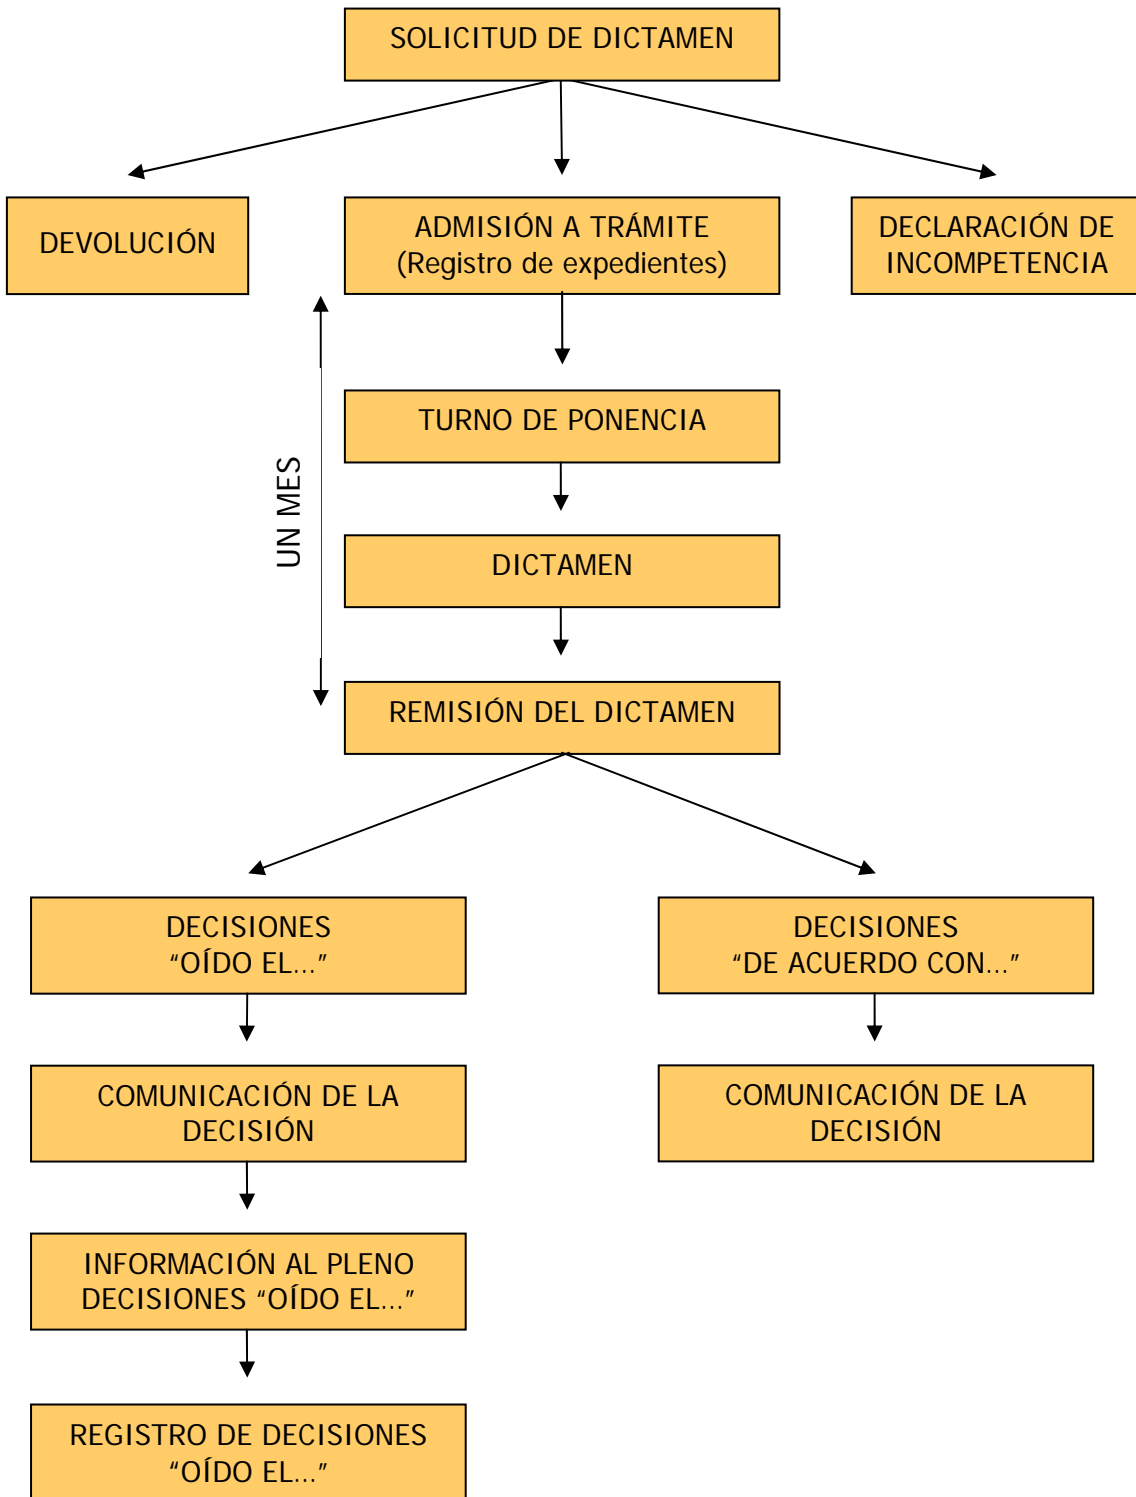 SOLICITUD DE DICTAMEN
DEVOLUCIÓN
ADMISIÓN A TRÁMITE
(Registro de expedientes)
DECLARACIÓN DE
INCOMPETENCIA
UN MES
TURNO DE PONENCIA
DICTAMEN
REMISIÓN DEL DICTAMEN
DECISIONES
“OÍDO EL...”
DECISIONES
“DE ACUERDO CON...”
COMUNICACIÓN DE LA
DECISIÓN
COMUNICACIÓN DE LA
DECISIÓN
INFORMACIÓN AL PLENO
DECISIONES “OÍDO EL...”
REGISTRO DE DECISIONES
“OÍDO EL...”